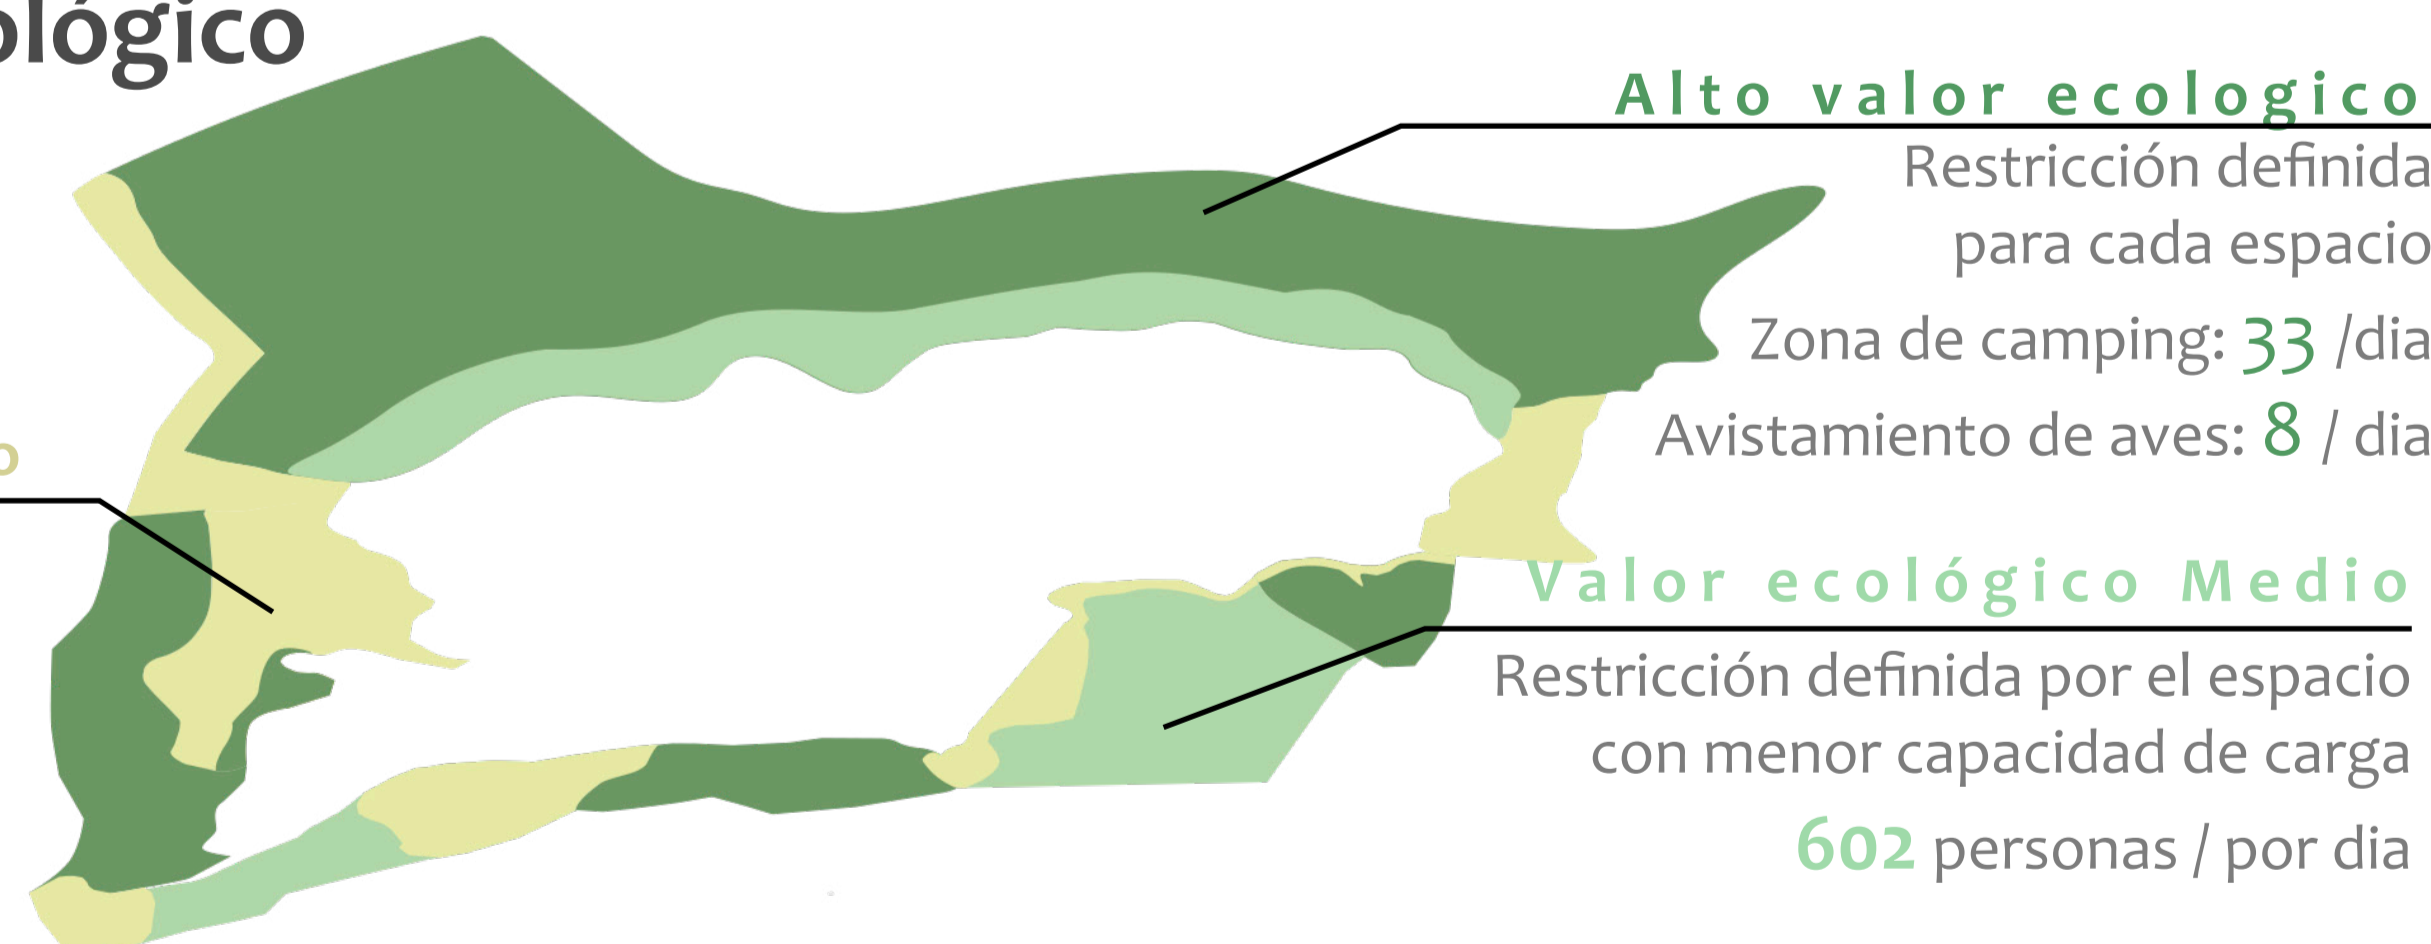 ológico
Alto valor ecologico
Restricción definida
para cada espacio
Zona de camping: 33 /dia
Avistamiento de aves: 8 / dia
o
Valor ecológico Medio
Restricción definida por el espacio
con menor capacidad de carga
602 personas / por dia